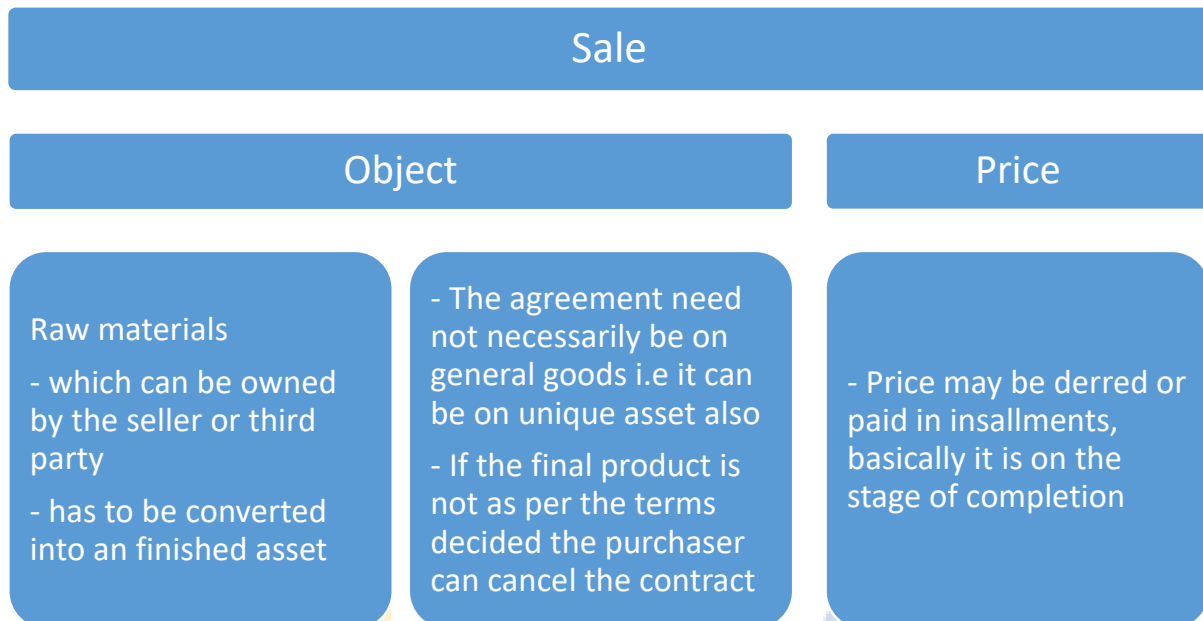 Sale
Object
Price
Raw materials
- which can be owned
by the seller or third
party
- has to be converted
into an finished asset
- The agreement need
not necessarily be on
general goods i.e it can
be on unique asset also
- If the final product is
not as per the terms
decided the purchaser
can cancel the contract
- Price may be derred or
paid in insallments,
basically it is on the
stage of completion